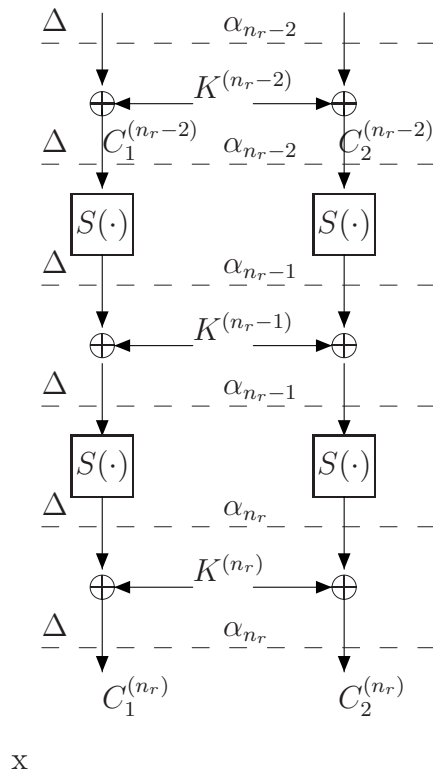 Δ α_{n_r−2}
K^{(n_r−2)}
C_1^{(n_r−2)} C_2^{(n_r−2)}
Δ α_{n_r−2}
S(·) S(·)
Δ α_{n_r−1}
K^{(n_r−1)}
Δ α_{n_r−1}
S(·) S(·)
Δ α_{n_r}
K^{(n_r)}
Δ α_{n_r}
C_1^{(n_r)} C_2^{(n_r)}
x